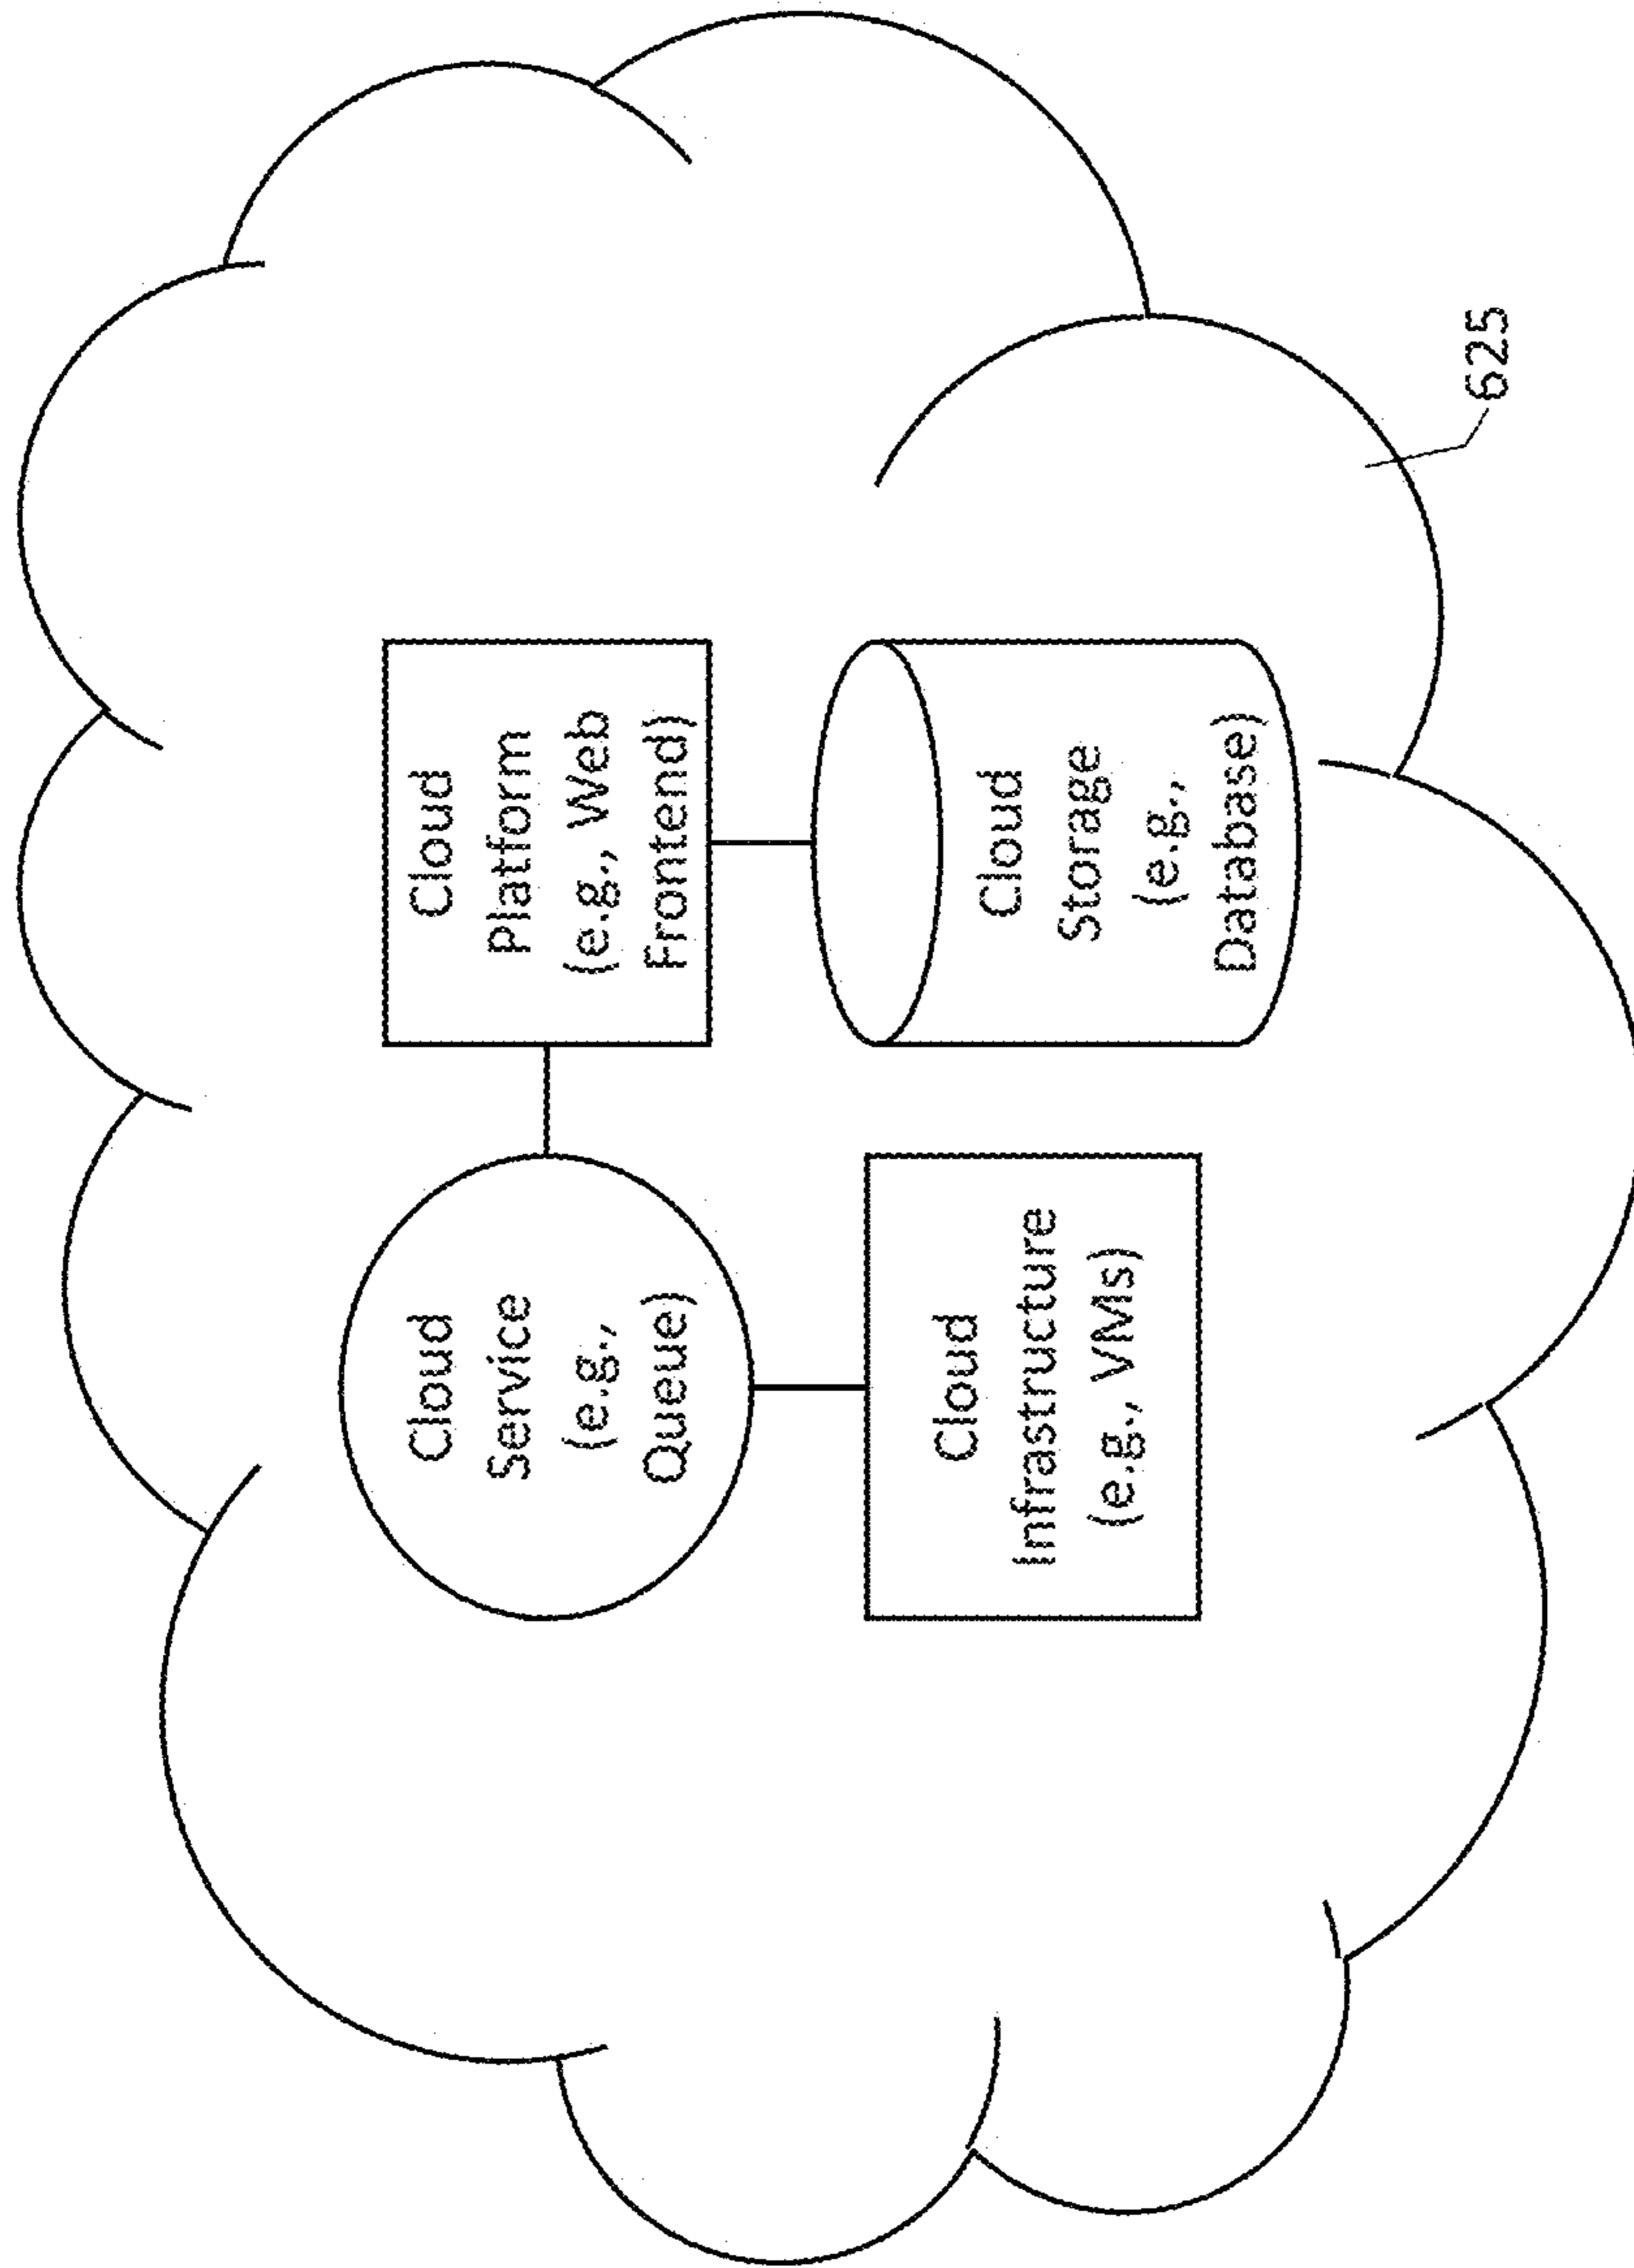 Cloud
Service
(e.g.,
Queue)
Cloud
Platform
(e.g., Web
Frontend)
Cloud
Infrastructure
(e.g., VMs)
Cloud
Storage
(e.g.,
Database)
625